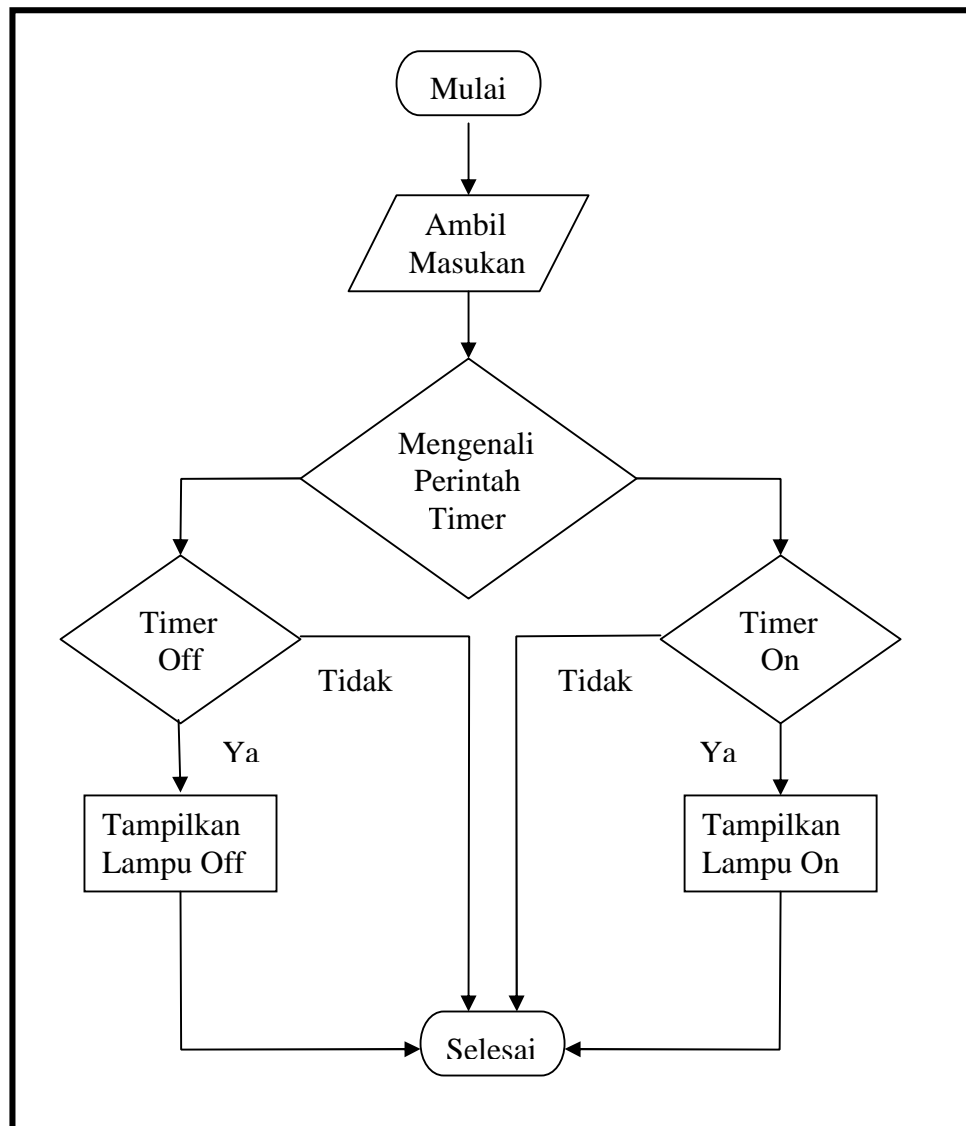 Mulai
Ambil
Masukan
Mengenali
Perintah
Timer
Timer
Off
Timer
On
Tidak
Tidak
Ya
Ya
Tampilkan
Lampu Off
Tampilkan
Lampu On
Selesai